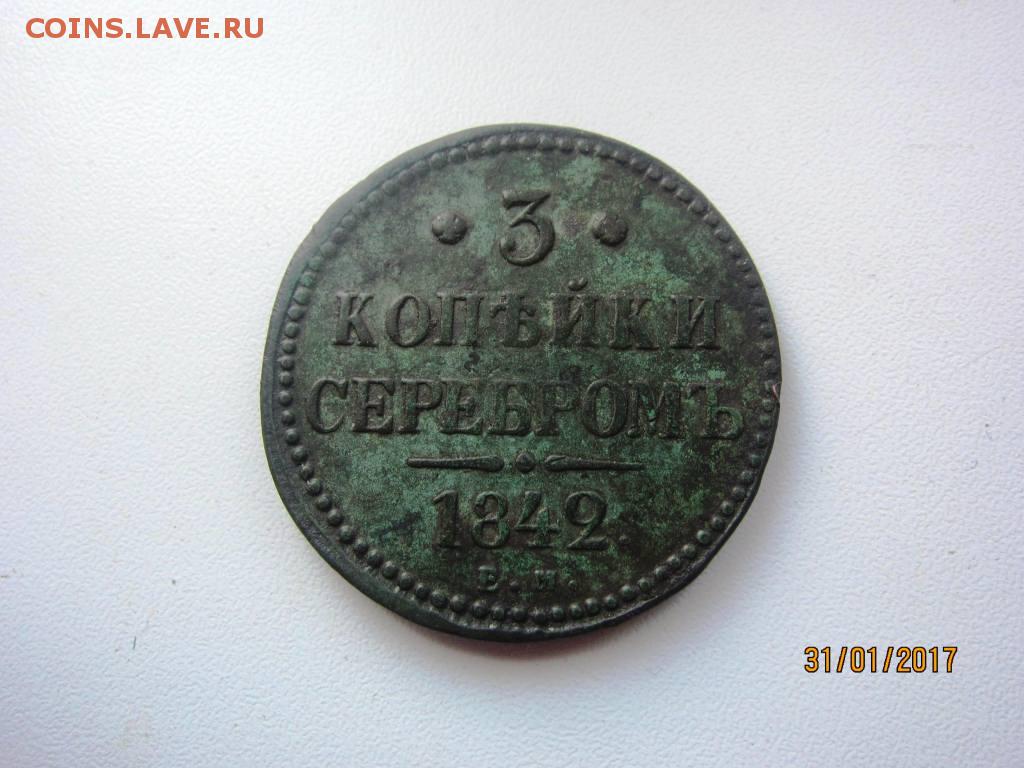 COINS.LAVE.RU
• 3 •
КОПѢЙКИ
СЕРЕБРОМЪ
1842.
Е.М.
31/01/2017